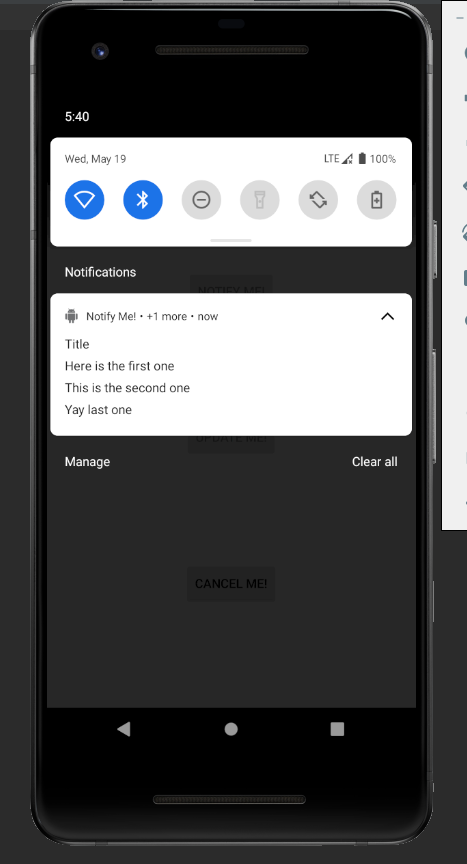 5:40
Wed, May 19 LTE 100%
Notifications
NOTIFY ME!
Notify Me! • +1 more • now
Title
Here is the first one
This is the second one
Yay last one
UPDATE ME!
Manage Clear all
CANCEL ME!